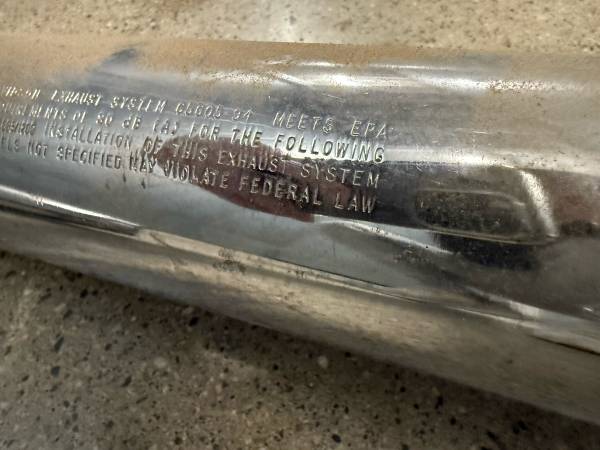 EXHAUST SYSTEM 65605-04 MEETS EPA
OF 80 dB (A) FOR THE FOLLOWING
INSTALLATION OF THIS EXHAUST SYSTEM
NOT SPECIFIED MAY VIOLATE FEDERAL LAW